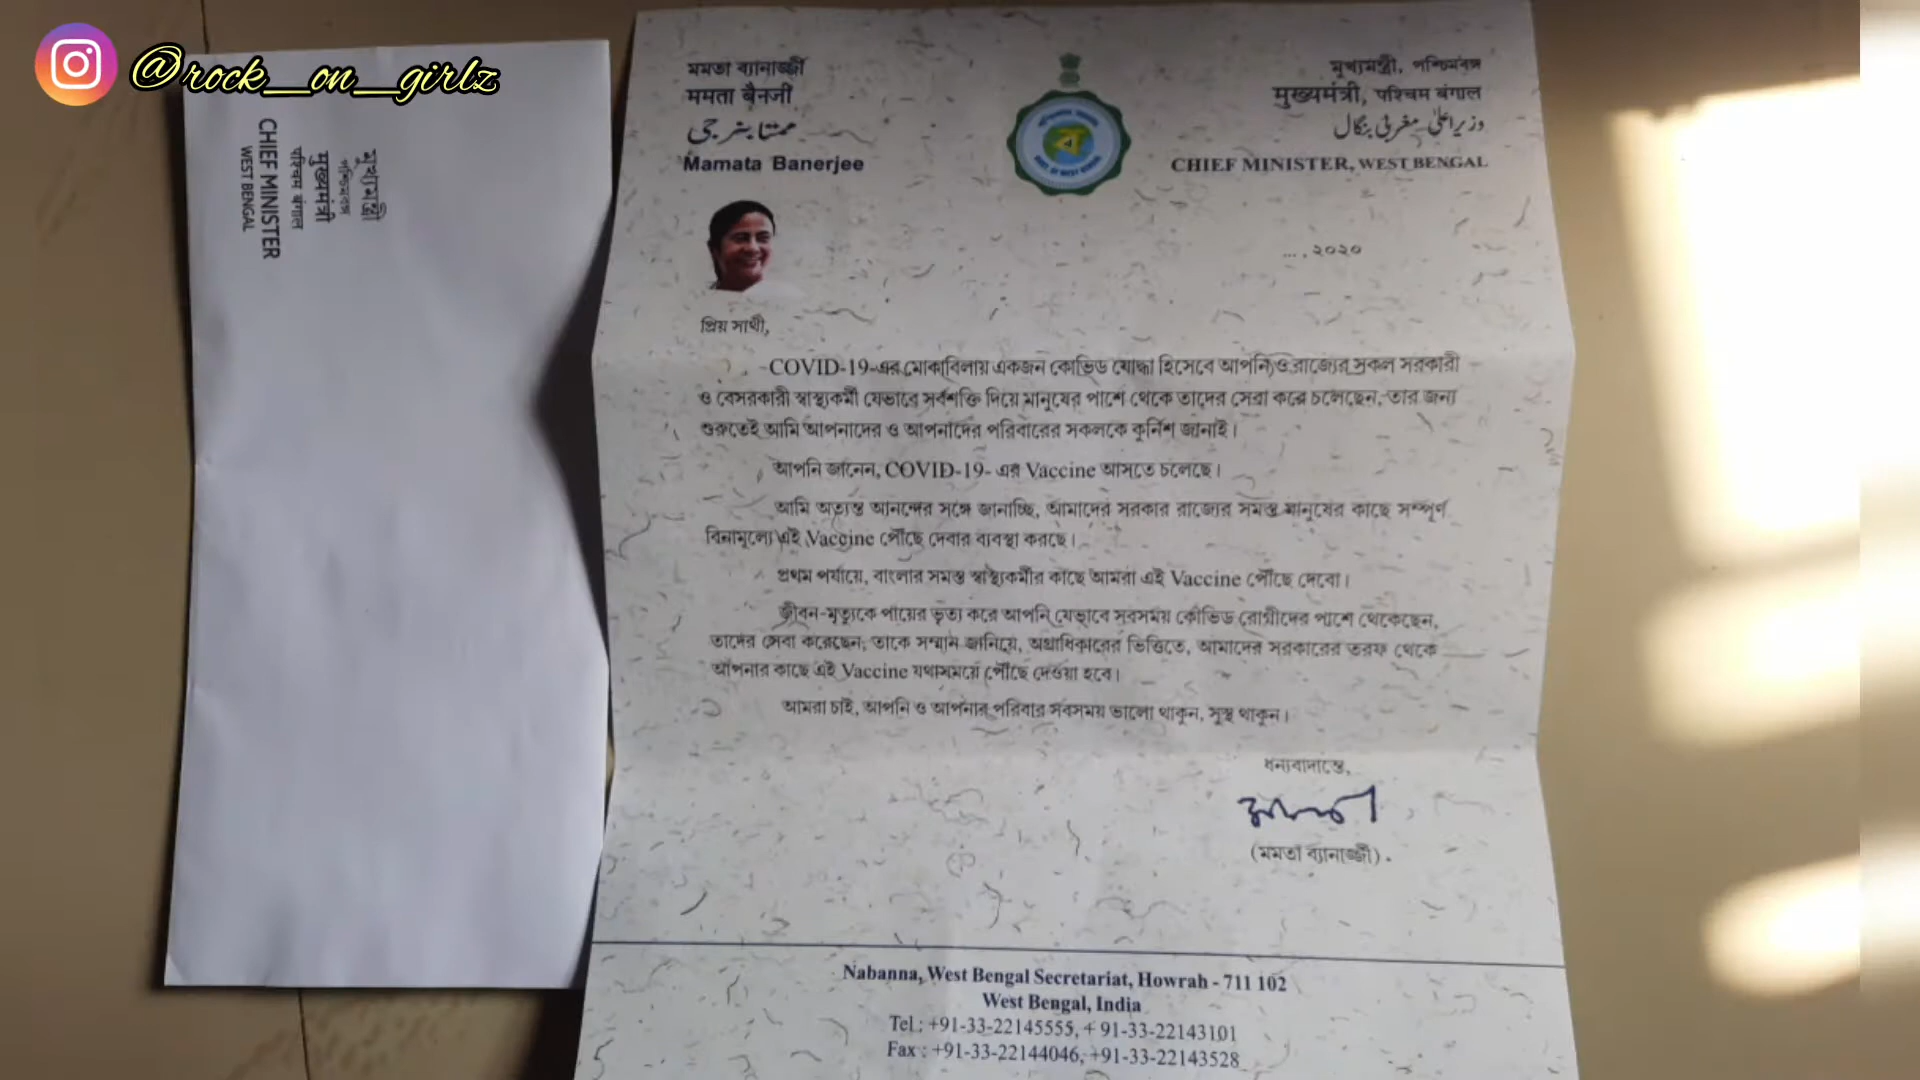 @rock__on__girlz
মুখ্যমন্ত্রী
পশ্চিমবঙ্গ
मुख्यमंत्री
पश्चिम बंगाल
CHIEF MINISTER
WEST BENGAL
মমতা ব্যানার্জ্জী
ममता बैनर्जी
ممتا بنرجی
Mamata Banerjee
মুখ্যমন্ত্রী, পশ্চিমবঙ্গ
मुख्यमंत्री, पश्चिम बंगाल
وزیر اعلیٰ مغربی بنگال
CHIEF MINISTER, WEST BENGAL
... , ২০২০
প্রিয় সাথী,
COVID-19-এর মোকাবিলায় একজন কোভিড যোদ্ধা হিসেবে আপনি ও রাজ্যের সকল সরকারী
ও বেসরকারী স্বাস্থ্যকর্মী যেভাবে সর্বশক্তি দিয়ে মানুষের পাশে থেকে তাদের সেবা করে চলেছেন, তার জন্য
শুরুতেই আমি আপনাদের ও আপনাদের পরিবারের সকলকে কুর্নিশ জানাই।
আপনি জানেন, COVID-19- এর Vaccine আসতে চলেছে।
আমি অত্যন্ত আনন্দের সঙ্গে জানাচ্ছি, আমাদের সরকার রাজ্যের সমস্ত মানুষের কাছে সম্পূর্ণ
বিনামূল্যে এই Vaccine পৌঁছে দেবার ব্যবস্থা করছে।
প্রথম পর্যায়ে, বাংলার সমস্ত স্বাস্থ্যকর্মীর কাছে আমরা এই Vaccine পৌঁছে দেবো।
জীবন-মৃত্যুকে পায়ের ভৃত্য করে আপনি যেভাবে সবসময় কোভিড রোগীদের পাশে থেকেছেন,
তাদের সেবা করেছেন, তাকে সম্মান জানিয়ে, অগ্রাধিকারের ভিত্তিতে, আমাদের সরকারের তরফ থেকে
আপনার কাছে এই Vaccine যথাসময়ে পৌঁছে দেওয়া হবে।
আমরা চাই, আপনি ও আপনার পরিবার সবসময় ভালো থাকুন, সুস্থ থাকুন।
ধন্যবাদান্তে,
মমতা
(মমতা ব্যানার্জ্জী)
Nabanna, West Bengal Secretariat, Howrah - 711 102
West Bengal, India
Tel : +91-33-22145555, + 91-33-22143101
Fax : +91-33-22144046, +91-33-22143528